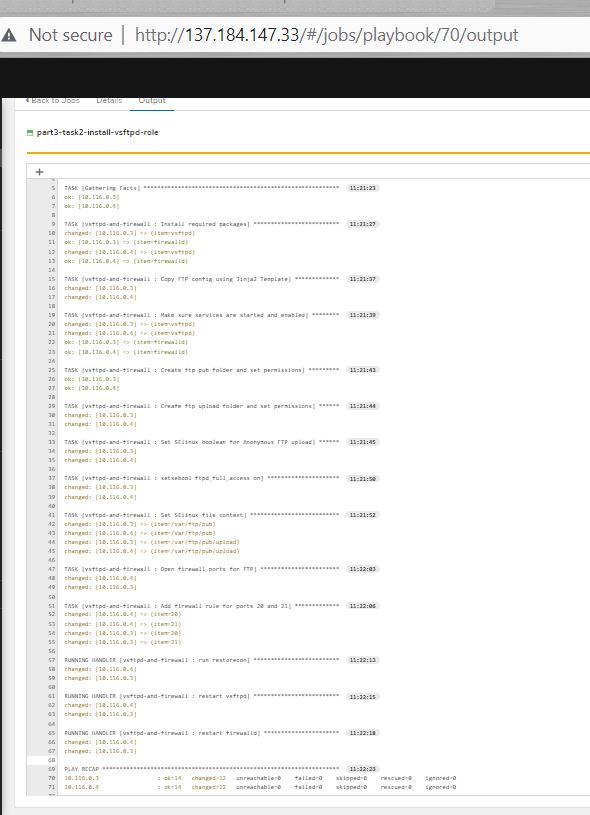 Not secure | http://137.184.147.33/#/jobs/playbook/70/output
Back to Jobs Details Output
part3-task2-install-vsftpd-role
+
5 TASK [Gathering Facts] ******************************************************** 11:21:23
6 ok: [10.116.0.3]
7 ok: [10.116.0.4]
8
9 TASK [vsftpd-and-firewall : Install required packages] ************************* 11:21:27
10 changed: [10.116.0.3] => (item=vsftpd)
11 ok: [10.116.0.3] => (item=firewalld)
12 changed: [10.116.0.4] => (item=vsftpd)
13 ok: [10.116.0.4] => (item=firewalld)
14
15 TASK [vsftpd-and-firewall : Copy FTP config using Jinja2 Template] ************* 11:21:37
16 changed: [10.116.0.3]
17 changed: [10.116.0.4]
18
19 TASK [vsftpd-and-firewall : Make sure services are started and enabled] ******** 11:21:39
20 changed: [10.116.0.3] => (item=vsftpd)
21 changed: [10.116.0.4] => (item=vsftpd)
22 ok: [10.116.0.3] => (item=firewalld)
23 ok: [10.116.0.4] => (item=firewalld)
24
25 TASK [vsftpd-and-firewall : Create ftp pub folder and set permissions] ********* 11:21:43
26 ok: [10.116.0.3]
27 ok: [10.116.0.4]
28
29 TASK [vsftpd-and-firewall : Create ftp upload folder and set permissions] ****** 11:21:44
30 changed: [10.116.0.3]
31 changed: [10.116.0.4]
32
33 TASK [vsftpd-and-firewall : Set SElinux boolean for Anonymous FTP upload] ****** 11:21:45
34 changed: [10.116.0.3]
35 changed: [10.116.0.4]
36
37 TASK [vsftpd-and-firewall : setsebool ftpd_full_access on] ********************* 11:21:50
38 changed: [10.116.0.3]
39 changed: [10.116.0.4]
40
41 TASK [vsftpd-and-firewall : Set SElinux file context] ************************** 11:21:52
42 changed: [10.116.0.3] => (item=/var/ftp/pub)
43 changed: [10.116.0.4] => (item=/var/ftp/pub)
44 changed: [10.116.0.3] => (item=/var/ftp/pub/upload)
45 changed: [10.116.0.4] => (item=/var/ftp/pub/upload)
46
47 TASK [vsftpd-and-firewall : Open firewall ports for FTP] *********************** 11:22:03
48 changed: [10.116.0.4]
49 changed: [10.116.0.3]
50
51 TASK [vsftpd-and-firewall : Add firewall rule for ports 20 and 21] ************* 11:22:06
52 changed: [10.116.0.4] => (item=20)
53 changed: [10.116.0.4] => (item=21)
54 changed: [10.116.0.3] => (item=20)
55 changed: [10.116.0.3] => (item=21)
56
57 RUNNING HANDLER [vsftpd-and-firewall : run restorecon] ************************* 11:22:13
58 changed: [10.116.0.4]
59 changed: [10.116.0.3]
60
61 RUNNING HANDLER [vsftpd-and-firewall : restart vsftpd] ************************* 11:22:15
62 changed: [10.116.0.4]
63 changed: [10.116.0.3]
64
65 RUNNING HANDLER [vsftpd-and-firewall : restart firewalld] ********************** 11:22:18
66 changed: [10.116.0.4]
67 changed: [10.116.0.3]
68
69 PLAY RECAP ********************************************************************* 11:22:23
70 10.116.0.3 : ok=14 changed=12 unreachable=0 failed=0 skipped=0 rescued=0 ignored=0
71 10.116.0.4 : ok=14 changed=12 unreachable=0 failed=0 skipped=0 rescued=0 ignored=0